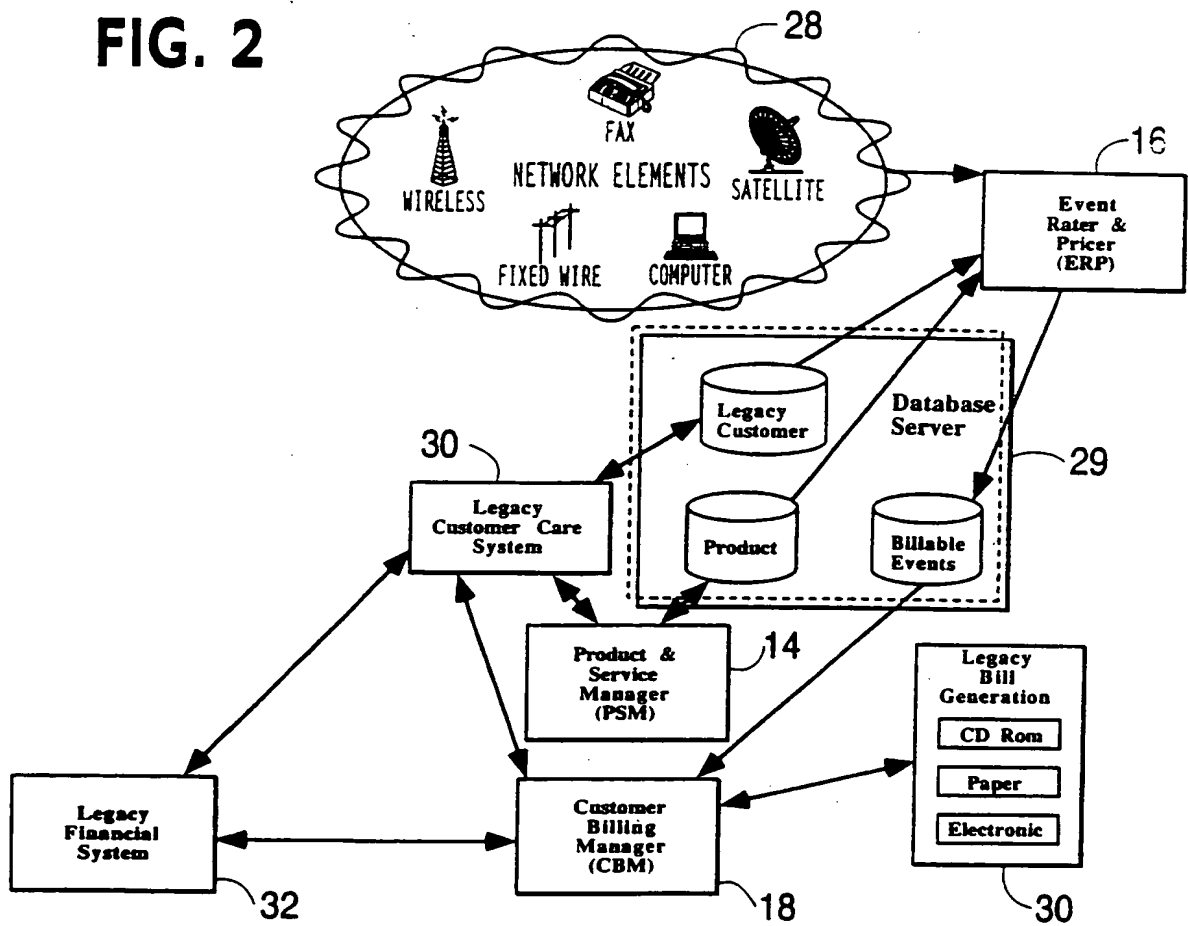 FIG. 2
28
FAX
WIRELESS
NETWORK ELEMENTS
SATELLITE
FIXED WIRE
COMPUTER
16
Event
Rater &
Pricer
(ERP)
Legacy
Customer
Database
Server
29
30
Legacy
Customer Care
System
Product
Billable
Events
Product &
Service
Manager
(PSM)
14
Legacy
Bill
Generation
CD Rom
Paper
Electronic
30
Legacy
Financial
System
32
Customer
Billing
Manager
(CBM)
18